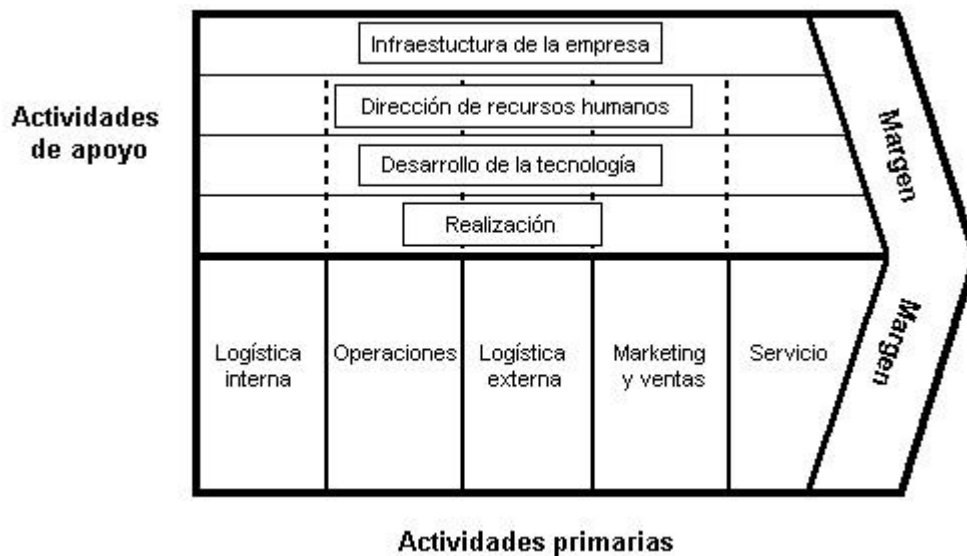 Infraestuctura de la empresa
Dirección de recursos humanos
Actividades
de apoyo
Desarrollo de la tecnología
Realización
Margen
Margen
Logística
interna
Operaciones
Logística
externa
Marketing
y ventas
Servicio
Actividades primarias